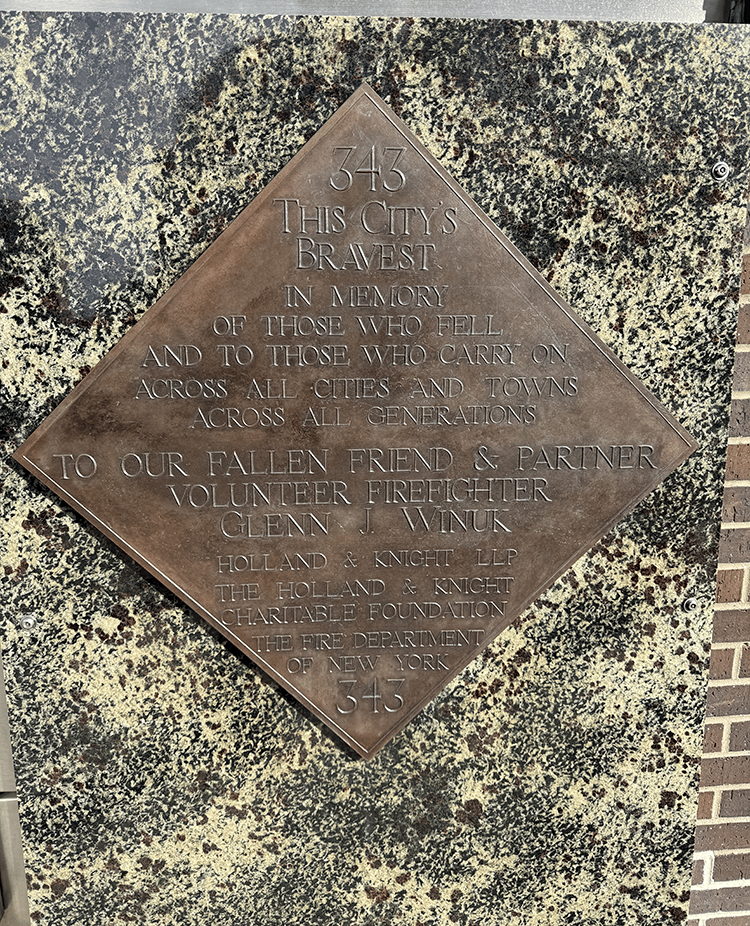 343
THIS CITY'S
BRAVEST
IN MEMORY
OF THOSE WHO FELL
AND TO THOSE WHO CARRY ON
ACROSS ALL CITIES AND TOWNS
ACROSS ALL GENERATIONS
TO OUR FALLEN FRIEND & PARTNER
VOLUNTEER FIREFIGHTER
GLENN J. WINUK
HOLLAND & KNIGHT LLP
THE HOLLAND & KNIGHT
CHARITABLE FOUNDATION
THE FIRE DEPARTMENT
OF NEW YORK
343